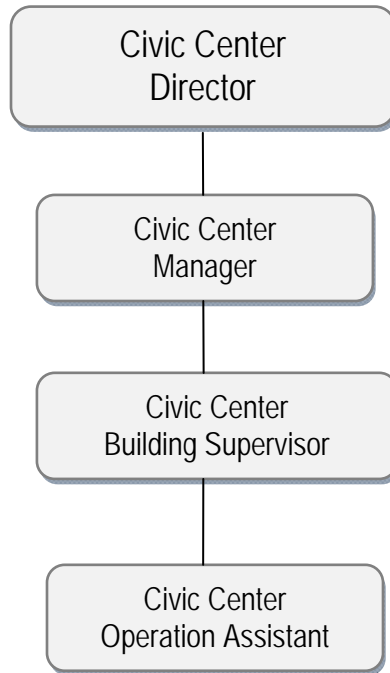 Civic Center
Director
Civic Center
Manager
Civic Center
Building Supervisor
Civic Center
Operation Assistant